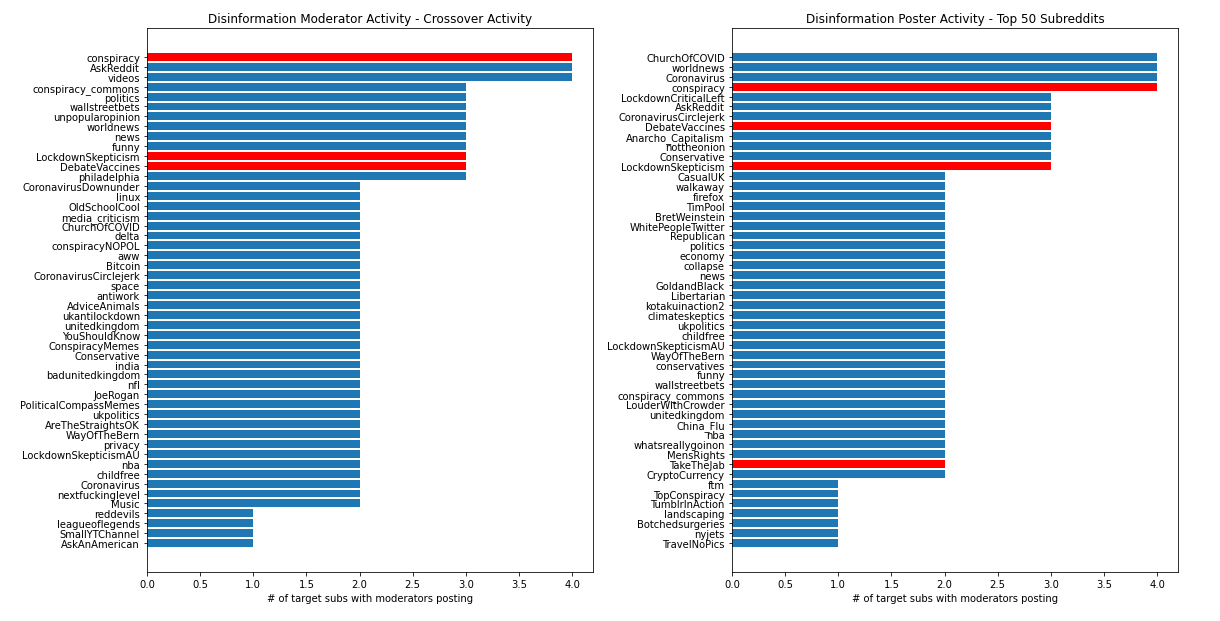 Disinformation Moderator Activity - Crossover Activity
conspiracy
AskReddit
videos
conspiracy_commons
politics
wallstreetbets
unpopularopinion
worldnews
news
funny
LockdownSkepticism
DebateVaccines
philadelphia
CoronavirusDownunder
linux
OldSchoolCool
media_criticism
ChurchOfCOVID
delta
conspiracyNOPOL
aww
Bitcoin
CoronavirusCirclejerk
space
antiwork
AdviceAnimals
ukantilockdown
unitedkingdom
YouShouldKnow
ConspiracyMemes
Conservative
india
badunitedkingdom
nfl
JoeRogan
PoliticalCompassMemes
ukpolitics
AreTheStraightsOK
WayOfTheBern
privacy
LockdownSkepticismAU
nba
childfree
Coronavirus
nextfuckinglevel
Music
reddevils
leagueoflegends
SmallYTChannel
AskAnAmerican
0.0 0.5 1.0 1.5 2.0 2.5 3.0 3.5 4.0
# of target subs with moderators posting
Disinformation Poster Activity - Top 50 Subreddits
ChurchOfCOVID
worldnews
Coronavirus
conspiracy
LockdownCriticalLeft
AskReddit
CoronavirusCirclejerk
DebateVaccines
Anarcho_Capitalism
nottheonion
Conservative
LockdownSkepticism
CasualUK
walkaway
firefox
TimPool
BretWeinstein
WhitePeopleTwitter
Republican
politics
economy
collapse
news
GoldandBlack
Libertarian
kotakuinaction2
climateskeptics
ukpolitics
childfree
LockdownSkepticismAU
WayOfTheBern
conservatives
funny
wallstreetbets
conspiracy_commons
LouderWithCrowder
unitedkingdom
China_Flu
nba
whatsreallygoinon
MensRights
TakeTheJab
CryptoCurrency
ftm
TopConspiracy
TumblrInAction
landscaping
Botchedsurgeries
nyjets
TravelNoPics
0.0 0.5 1.0 1.5 2.0 2.5 3.0 3.5 4.0
# of target subs with moderators posting